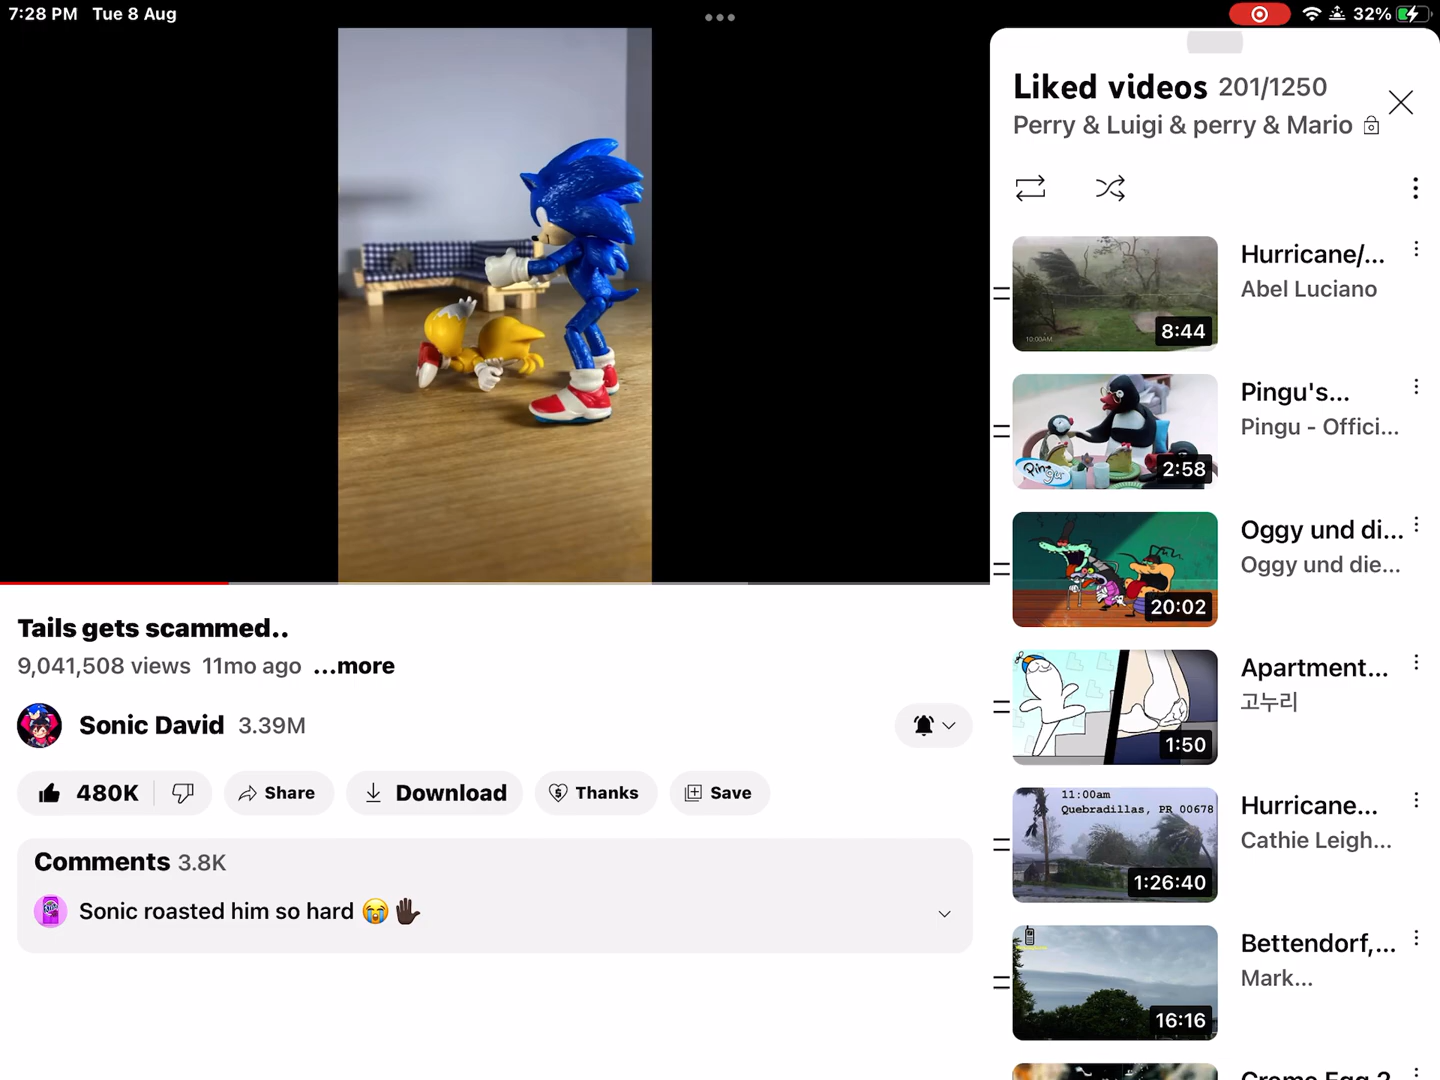 7:28 PM Tue 8 Aug
32%
Liked videos 201/1250
Perry & Luigi & perry & Mario
Hurricane/...
Abel Luciano
10:00AM
8:44
Pingu's...
Pingu - Offici...
Pingu
2:58
Oggy und di...
Oggy und die...
20:02
Apartment...
고누리
1:50
11:00am
Quebradillas, PR 00678
Hurricane...
Cathie Leigh...
1:26:40
Bettendorf,...
Mark...
16:16
Creme Egg 2
Tails gets scammed..
9,041,508 views 11mo ago ...more
Sonic David 3.39M
480K
Share
Download
Thanks
Save
Comments 3.8K
Sonic roasted him so hard 😭🖐🏿